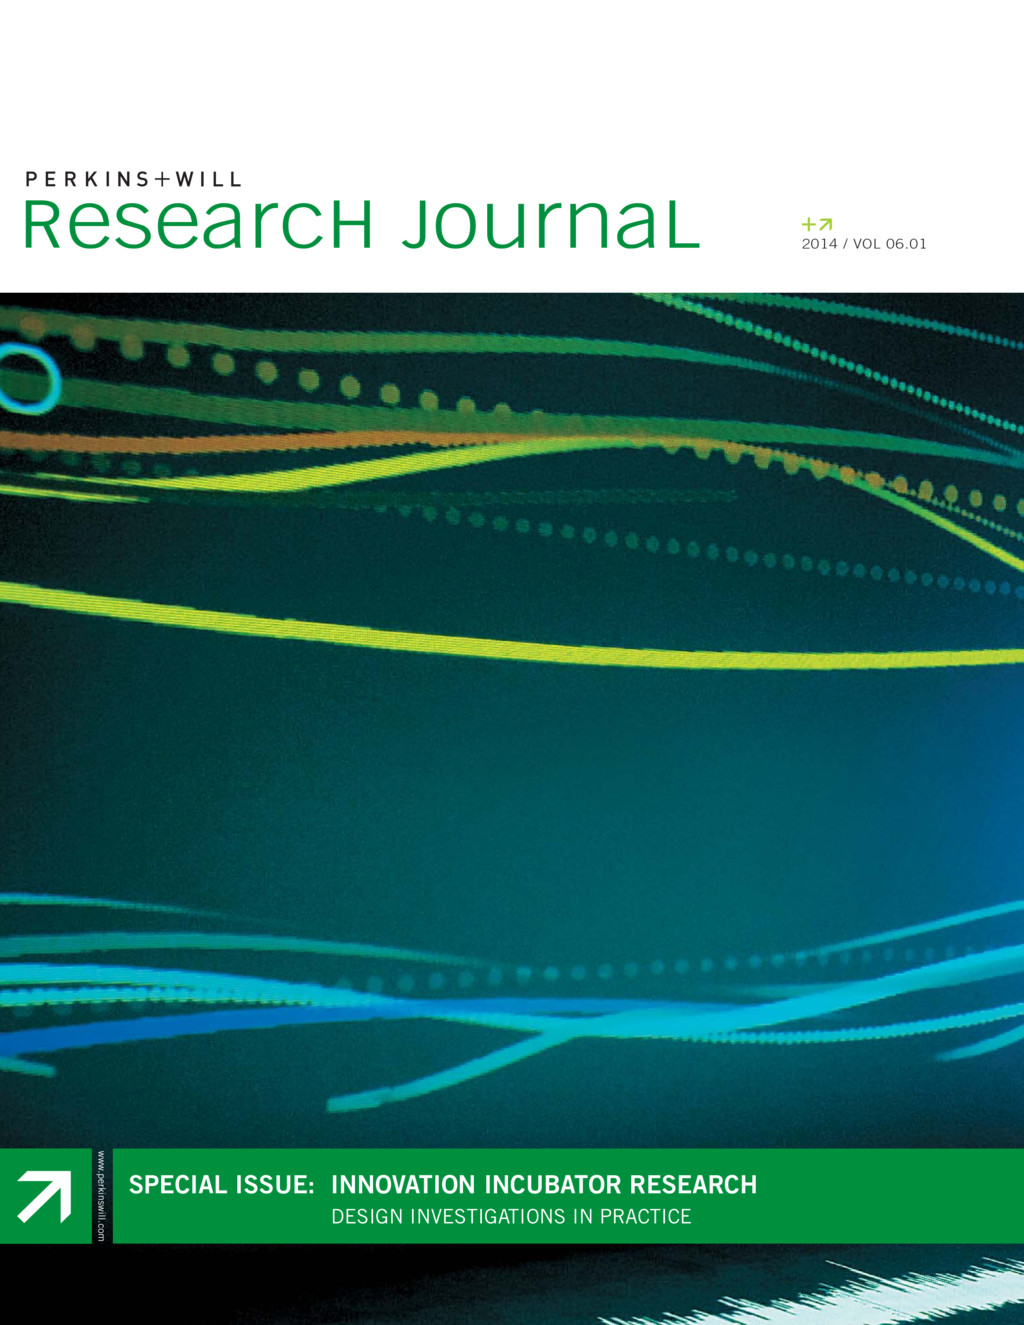 PERKINS+WILL
Research Journal
2014 / VOL 06.01
www.perkinswill.com
SPECIAL ISSUE: INNOVATION INCUBATOR RESEARCH
DESIGN INVESTIGATIONS IN PRACTICE